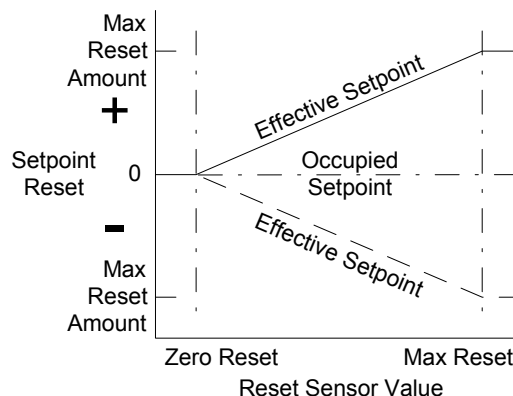 Max
Reset
Amount
+
Effective Setpoint
Setpoint
Reset
0
Occupied
Setpoint
-
Effective Setpoint
Max
Reset
Amount
Zero Reset
Max Reset
Reset Sensor Value